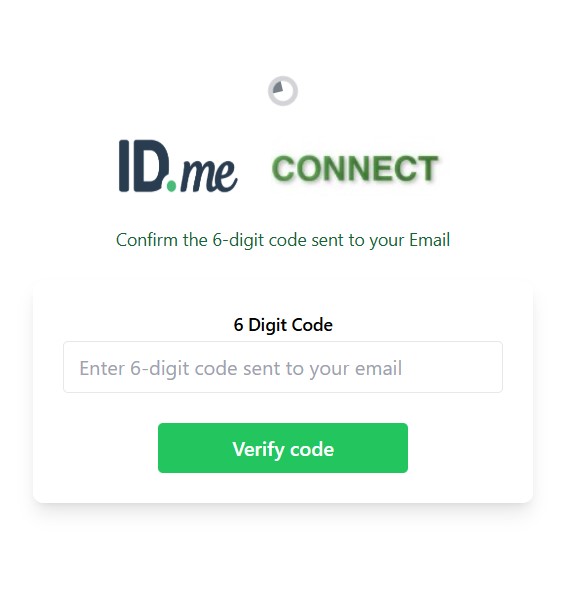 ID.me CONNECT
Confirm the 6-digit code sent to your Email
6 Digit Code
Enter 6-digit code sent to your email
Verify code